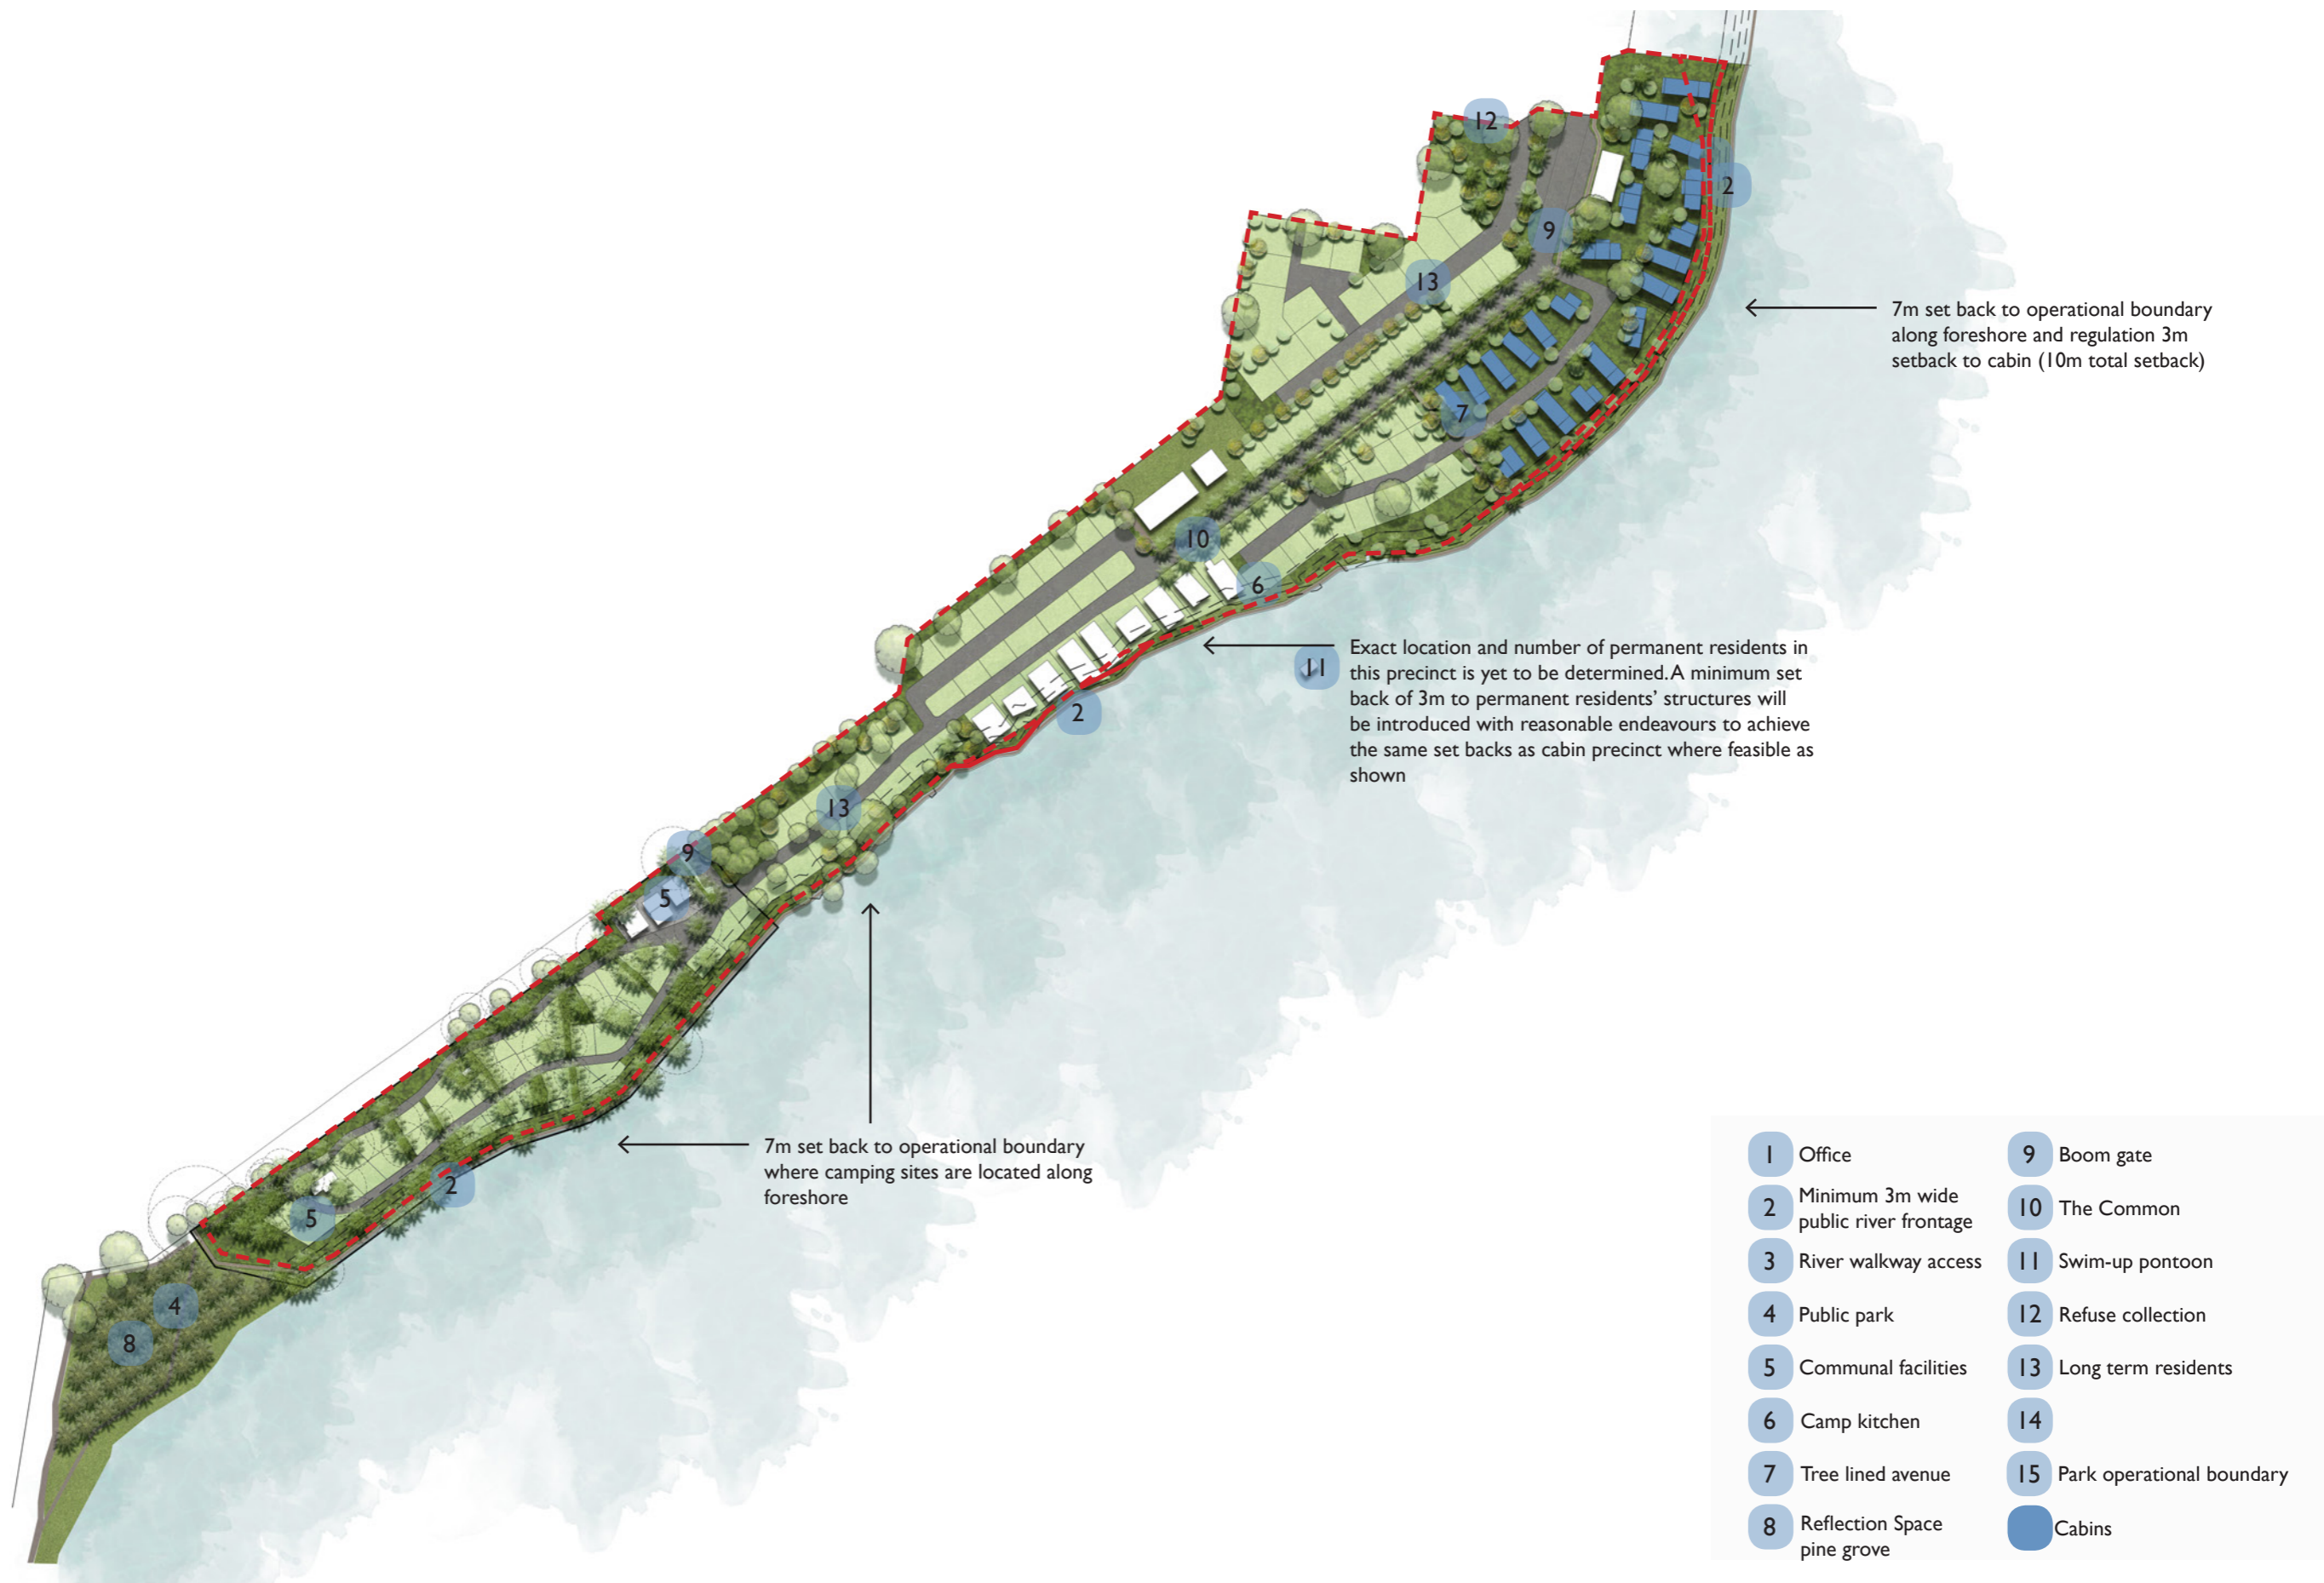 12
2
9
13
7m set back to operational boundary
along foreshore and regulation 3m
setback to cabin (10m total setback)
7
10
6
Exact location and number of permanent residents in
this precinct is yet to be determined. A minimum set
back of 3m to permanent residents' structures will
be introduced with reasonable endeavours to achieve
the same set backs as cabin precinct where feasible as
shown
11
2
13
9
5
7m set back to operational boundary
where camping sites are located along
foreshore
2
5
4
8
1 Office
2 Minimum 3m wide
public river frontage
3 River walkway access
4 Public park
5 Communal facilities
6 Camp kitchen
7 Tree lined avenue
8 Reflection Space
pine grove
9 Boom gate
10 The Common
11 Swim-up pontoon
12 Refuse collection
13 Long term residents
14
15 Park operational boundary
Cabins